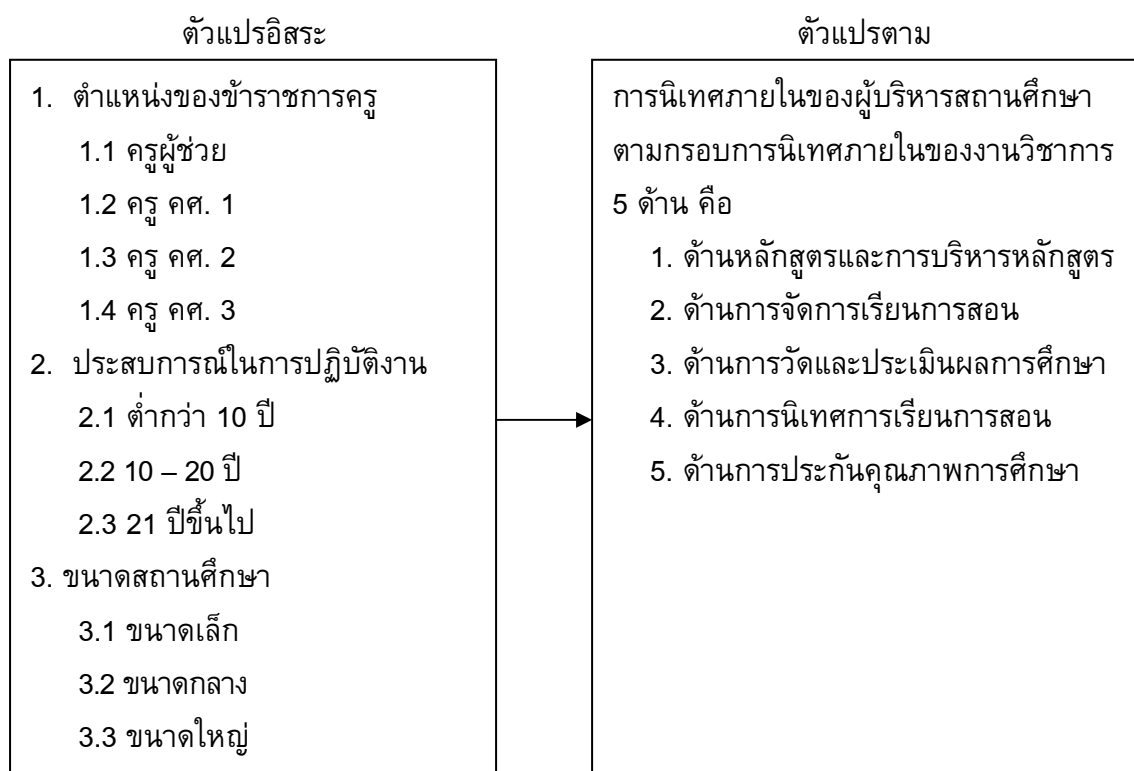 ตัวแปรอิสระ
1. ตำแหน่งของข้าราชการครู
1.1 ครูผู้ช่วย
1.2 ครู คศ. 1
1.3 ครู คศ. 2
1.4 ครู คศ. 3
2. ประสบการณ์ในการปฏิบัติงาน
2.1 ต่ำกว่า 10 ปี
2.2 10 – 20 ปี
2.3 21 ปีขึ้นไป
3. ขนาดสถานศึกษา
3.1 ขนาดเล็ก
3.2 ขนาดกลาง
3.3 ขนาดใหญ่
ตัวแปรตาม
การนิเทศภายในของผู้บริหารสถานศึกษา
ตามกรอบการนิเทศภายในของงานวิชาการ
5 ด้าน คือ
1. ด้านหลักสูตรและการบริหารหลักสูตร
2. ด้านการจัดการเรียนการสอน
3. ด้านการวัดและประเมินผลการศึกษา
4. ด้านการนิเทศการเรียนการสอน
5. ด้านการประกันคุณภาพการศึกษา